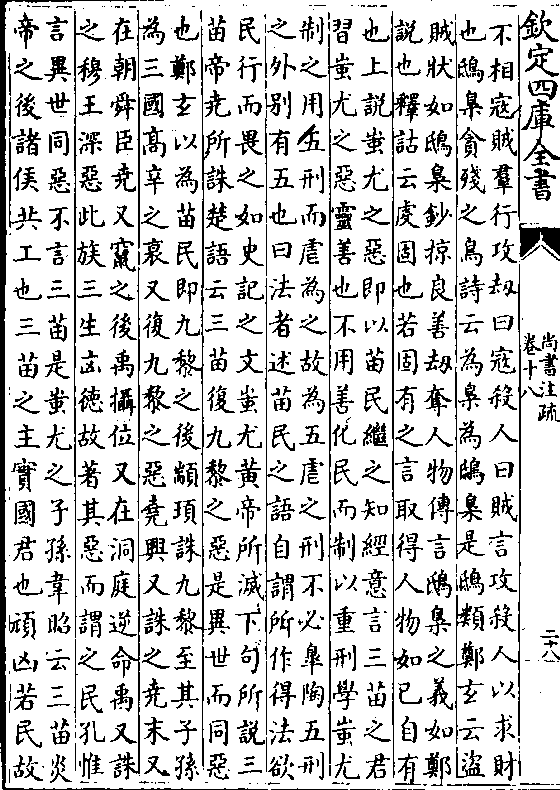 欽定四庫全書
尚書注疏
卷十八
二十八
不相寇賊羣行攻刼曰寇殺人曰賊言攻殺人以求財
也鴟梟貪殘之鳥詩云為梟為鴟梟是鴟類鄭玄云盜
賊狀如鴟梟鈔掠良善刼奪人物傳言鴟梟之義如鄭
說也釋詁云虔固也若固有之言取得人物如已自有
也上說蚩尤之惡即以苗民繼之知經意言三苗之君
習蚩尤之惡靈善也不用善化民而制以重刑學蚩尤
制之用五刑而虐為之故為五虐之刑不必臯陶五刑
之外別有五也曰法者述苗民之語自謂所作得法欲
民行而畏之如史記之文蚩尤黄帝所滅下句所說三
苗帝堯所誅楚語云三苗復九黎之惡是異世而同惡
也鄭玄以為苗民即九黎之後顓頊誅九黎至其子孫
為三國高辛之衰又復九黎之惡堯興又誅之堯末又
在朝舜臣堯又竄之後禹攝位又在洞庭逆命禹又誅
之穆王深惡此族三生凶德故著其惡而謂之民孔惟
言異世同惡不言三苗是蚩尤之子孫韋昭云三苗炎
帝之後諸侯共工也三苗之主實國君也頑凶若民故